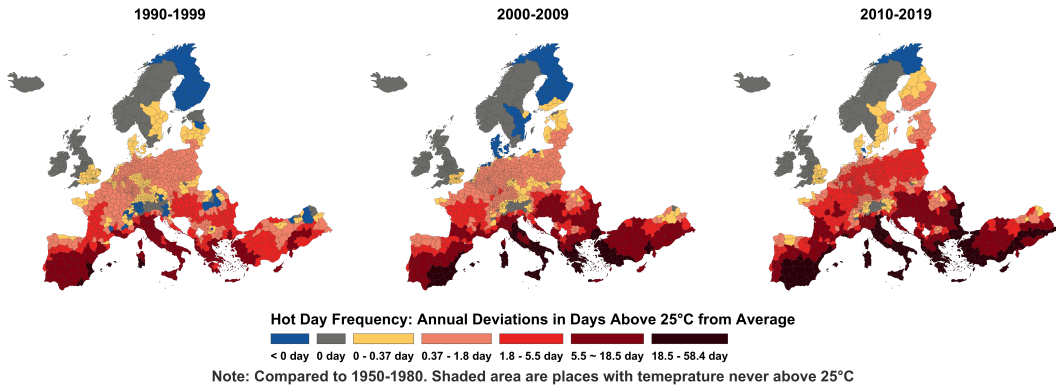 1990-1999 2000-2009 2010-2019
Hot Day Frequency: Annual Deviations in Days Above 25°C from Average
< 0 day 0 day 0 - 0.37 day 0.37 - 1.8 day 1.8 - 5.5 day 5.5 ~ 18.5 day 18.5 - 58.4 day
Note: Compared to 1950-1980. Shaded area are places with temeprature never above 25°C